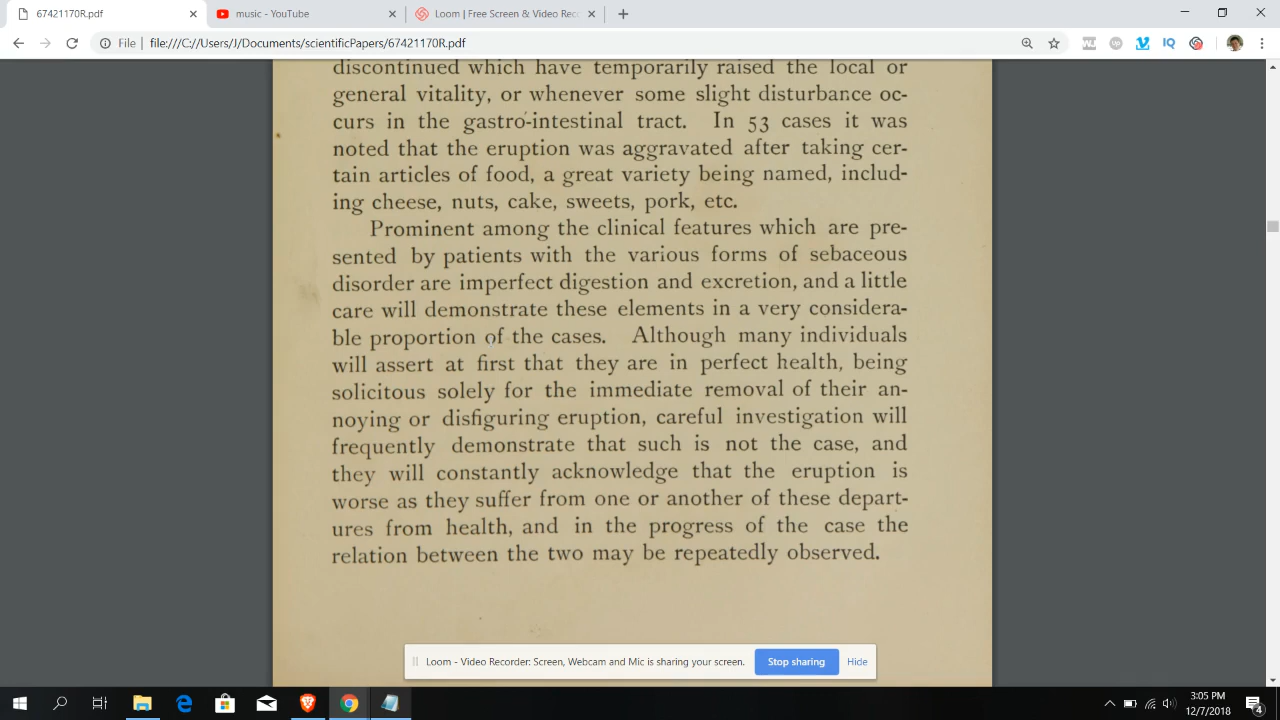 67421170R.pdf
music - YouTube
Loom | Free Screen & Video Reco
File
file:///C:/Users/J/Documents/scientificPapers/67421170R.pdf
IQ
discontinued which have temporarily raised the local or
general vitality, or whenever some slight disturbance oc-
curs in the gastro-intestinal tract. In 53 cases it was
noted that the eruption was aggravated after taking cer-
tain articles of food, a great variety being named, includ-
ing cheese, nuts, cake, sweets, pork, etc.
Prominent among the clinical features which are pre-
sented by patients with the various forms of sebaceous
disorder are imperfect digestion and excretion, and a little
care will demonstrate these elements in a very considera-
ble proportion of the cases. Although many individuals
will assert at first that they are in perfect health, being
solicitous solely for the immediate removal of their an-
noying or disfiguring eruption, careful investigation will
frequently demonstrate that such is not the case, and
they will constantly acknowledge that the eruption is
worse as they suffer from one or another of these depart-
ures from health, and in the progress of the case the
relation between the two may be repeatedly observed.
Loom - Video Recorder: Screen, Webcam and Mic is sharing your screen.
Stop sharing
Hide
3:05 PM
12/7/2018
4